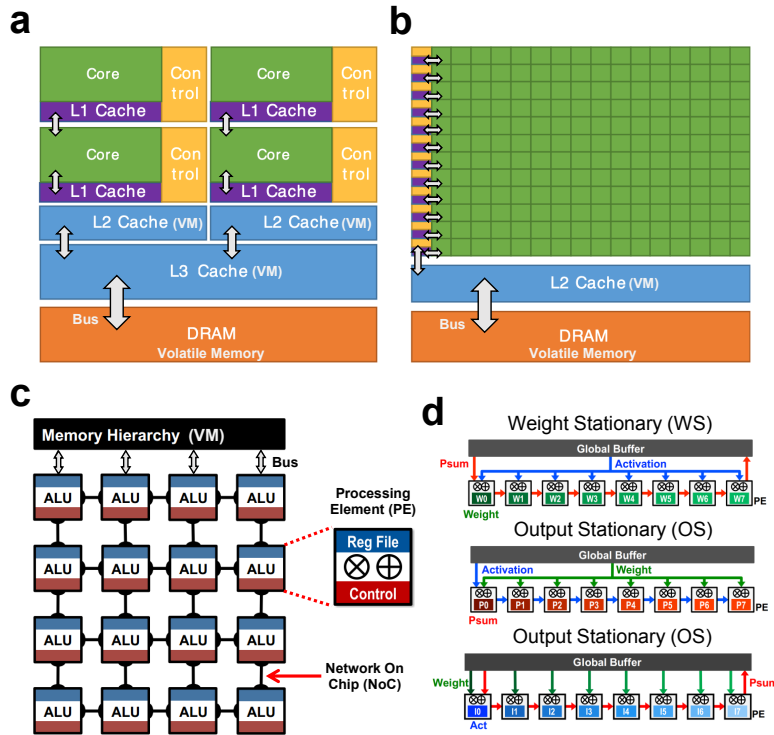 a
Core
Con
trol
L1 Cache
Core
Con
trol
L1 Cache
Core
Con
trol
L1 Cache
Core
Con
trol
L1 Cache
L2 Cache (VM)
L2 Cache (VM)
L3 Cache (VM)
Bus
DRAM
Volatile Memory
b
L2 Cache (VM)
Bus
DRAM
Volatile Memory
c
Memory Hierarchy (VM)
Bus
ALU ALU ALU ALU
ALU ALU ALU ALU
ALU ALU ALU ALU
ALU ALU ALU ALU
Processing
Element (PE)
Reg File
Control
Network On
Chip (NoC)
d
Weight Stationary (WS)
Global Buffer
Psum
Activation
W0 W1 W2 W3 W4 W5 W6 W7
PE
Weight
Output Stationary (OS)
Global Buffer
Activation
Weight
P0 P1 P2 P3 P4 P5 P6 P7
PE
Psum
Output Stationary (OS)
Global Buffer
Weight
Psum
I0 I1 I2 I3 I4 I5 I6 I7
PE
Act